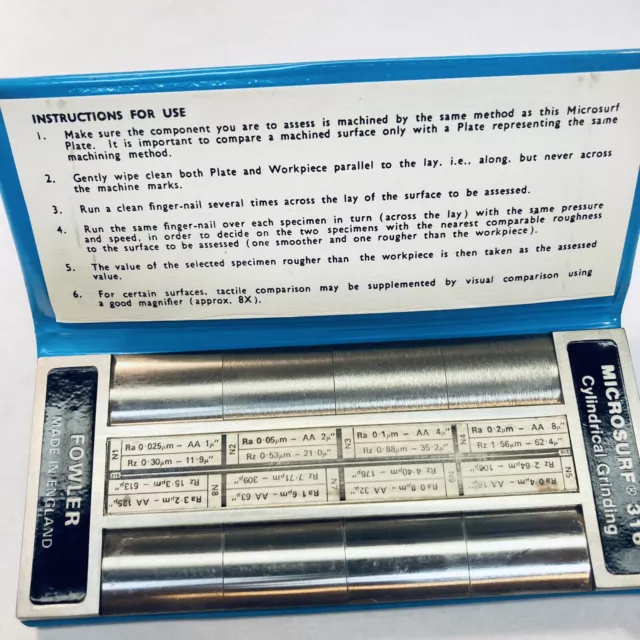 INSTRUCTIONS FOR USE
1. Make sure the component you are to assess is machined by the same method as this Microsurf
Plate. It is important to compare a machined surface only with a Plate representing the same
machining method.
2. Gently wipe clean both Plate and Workpiece parallel to the lay, i.e., along, but never across
the machine marks.
3. Run a clean finger-nail several times across the lay of the surface to be assessed.
4. Run the same finger-nail over each specimen in turn (across the lay) with the same pressure
and speed, in order to decide on the two specimens with the nearest comparable roughness
to the surface to be assessed (one smoother and one rougher than the workpiece).
5. The value of the selected specimen rougher than the workpiece is then taken as the assessed
value.
6. For certain surfaces, tactile comparison may be supplemented by visual comparison using
a good magnifier (approx. 8X).
FOWLER
MADE IN ENGLAND
N1 Ra 0·025µm – AA 1µ"
Rz 0·30µm – 11·9µ"
N2 Ra 0·05µm – AA 2µ"
Rz 0·53µm – 21·0µ"
N3 Ra 0·1µm – AA 4µ"
Rz 0·88µm – 35·2µ"
N4 Ra 0·2µm – AA 8µ"
Rz 1·56µm – 62·4µ"
N5 Ra 0·4µm – AA 16µ"
Rz 2·64µm – 106µ"
Ra 0·8µm – AA 32µ"
Rz 4·40µm – 176µ"
Ra 1·6µm – AA 63µ"
Rz 7·71µm – 309µ"
N8 Ra 3·2µm – AA 125µ"
Rz 15·3µm – 613µ"
MICROSURF
Cylindrical Grinding